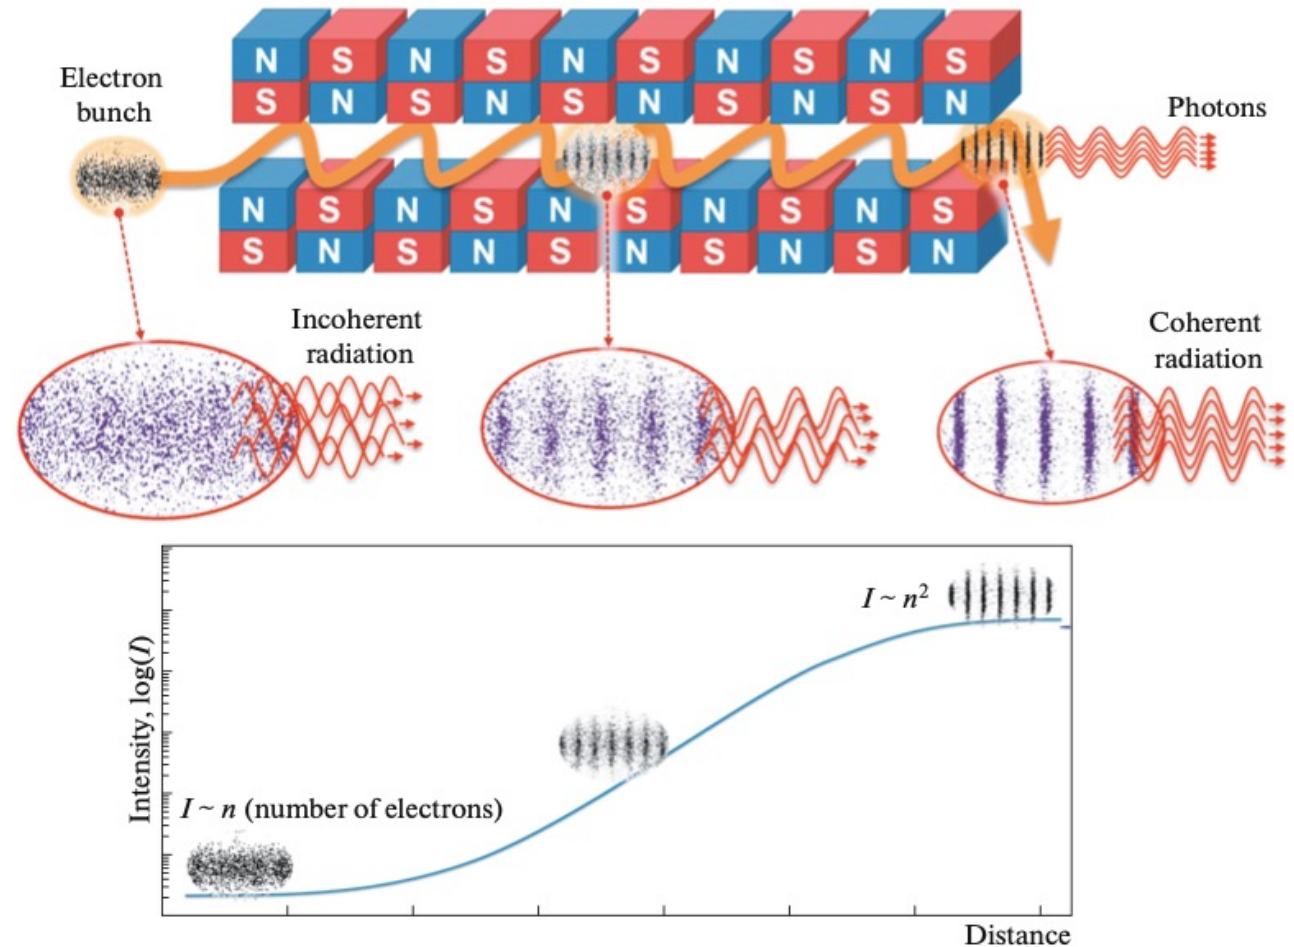 N S N S N S N S N S
S N S N S N S N S N
Electron
bunch
Photons
N S N S N S N S N S
S N S N S N S N S N
Incoherent
radiation
Coherent
radiation
I ~ n²
Intensity, log(I)
I ~ n (number of electrons)
Distance